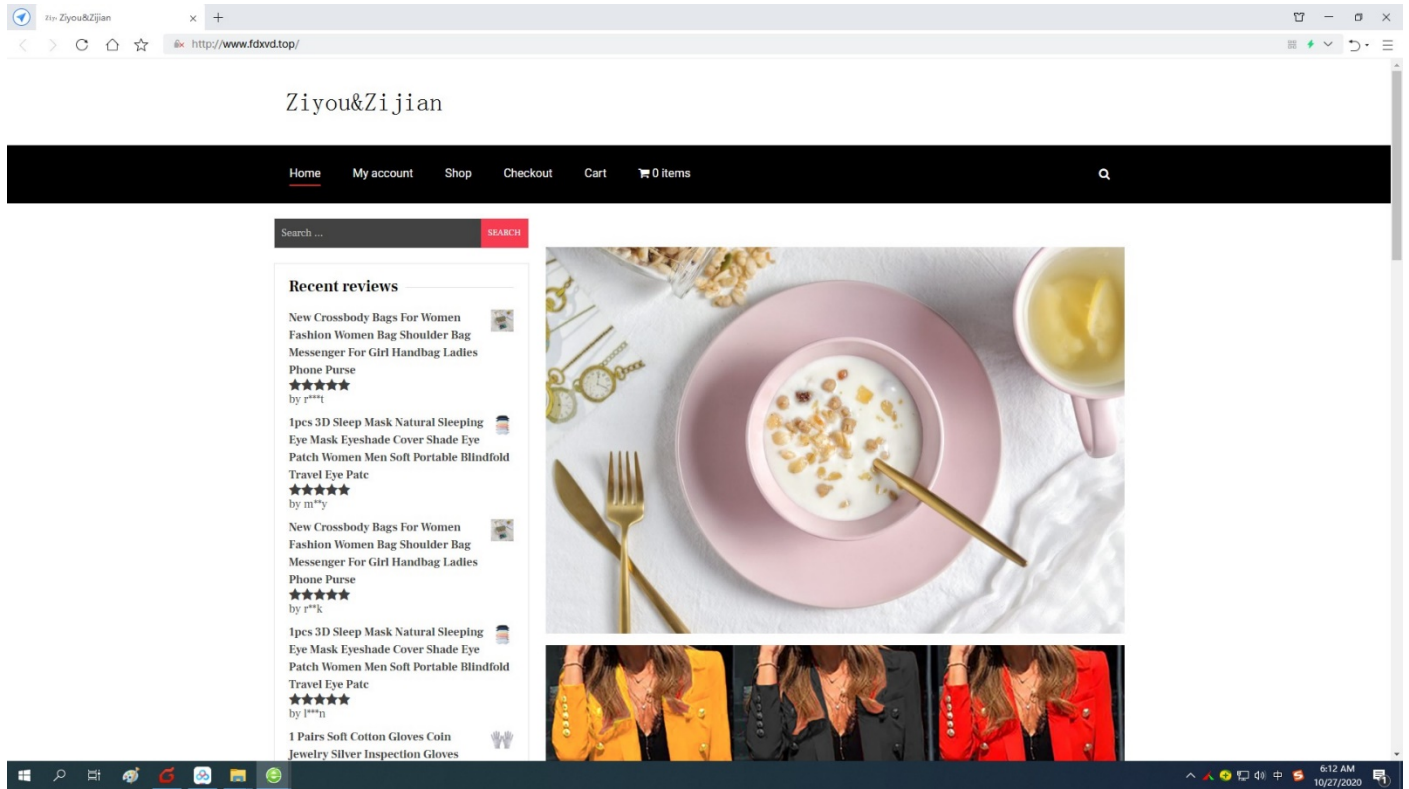 Ziyou&Zijian
http://www.fdxvd.top/
Ziyou&Zijian
Home My account Shop Checkout Cart 0 items
Search ...
SEARCH
Recent reviews
New Crossbody Bags For Women
Fashion Women Bag Shoulder Bag
Messenger For Girl Handbag Ladies
Phone Purse
by r***t
1pcs 3D Sleep Mask Natural Sleeping
Eye Mask Eyeshade Cover Shade Eye
Patch Women Men Soft Portable Blindfold
Travel Eye Patc
by m**y
New Crossbody Bags For Women
Fashion Women Bag Shoulder Bag
Messenger For Girl Handbag Ladies
Phone Purse
by r**k
1pcs 3D Sleep Mask Natural Sleeping
Eye Mask Eyeshade Cover Shade Eye
Patch Women Men Soft Portable Blindfold
Travel Eye Patc
by l***n
1 Pairs Soft Cotton Gloves Coin
Jewelry Silver Inspection Gloves
中
6:12 AM
10/27/2020